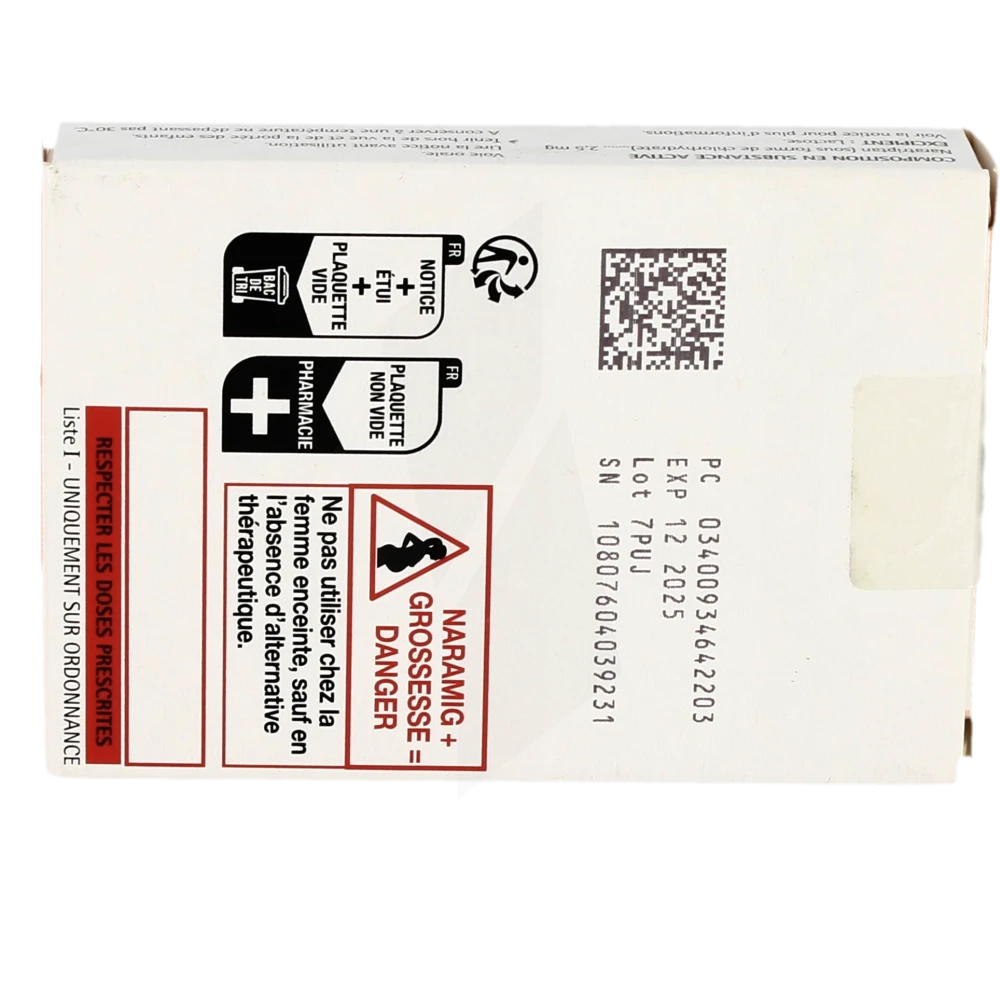 COMPOSITION EN SUBSTANCE ACTIVE
Naratriptan (sous forme de chlorhydrate)...... 2,5 mg
EXCIPIENT : Lactose.
Voir la notice pour plus d'informations.
Voie orale.
Lire la notice avant utilisation.
Tenir hors de la vue et de la portée des enfants.
A conserver à une température ne dépassant pas 30°C
PC 03400934642203
EXP 12 2025
Lot 7PUJ
SN 10807604039231
FR
NOTICE
+
ÉTUI
+
PLAQUETTE
VIDE
BAC
DE
TRI
FR
PLAQUETTE
NON VIDE
PHARMACIE
NARAMIG +
GROSSESSE =
DANGER
Ne pas utiliser chez la
femme enceinte, sauf en
l'absence d'alternative
thérapeutique.
RESPECTER LES DOSES PRESCRITES
Liste I - UNIQUEMENT SUR ORDONNANCE